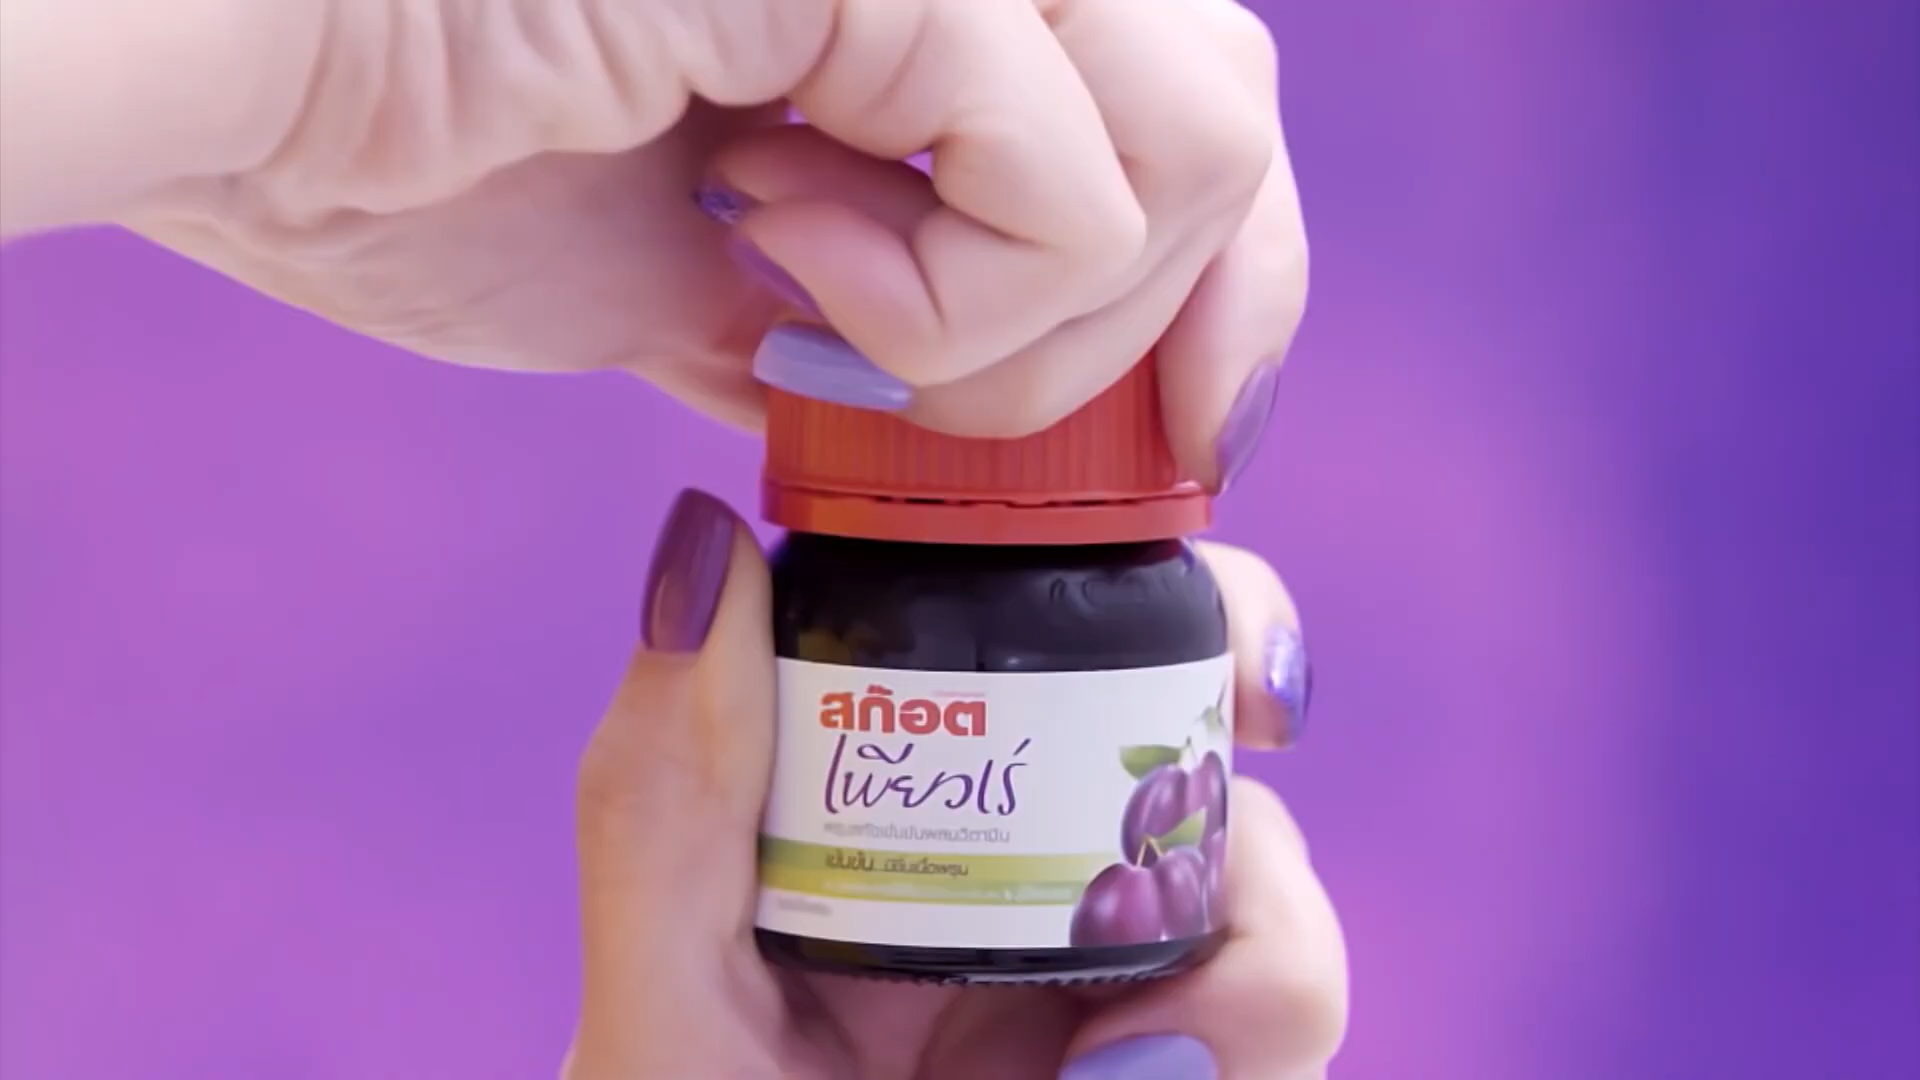 สก๊อต
เพียวเร่
พรุนสกัดเข้มข้นผสมวิตามิน
เข้มข้น...มีชิ้นเนื้อพรุน